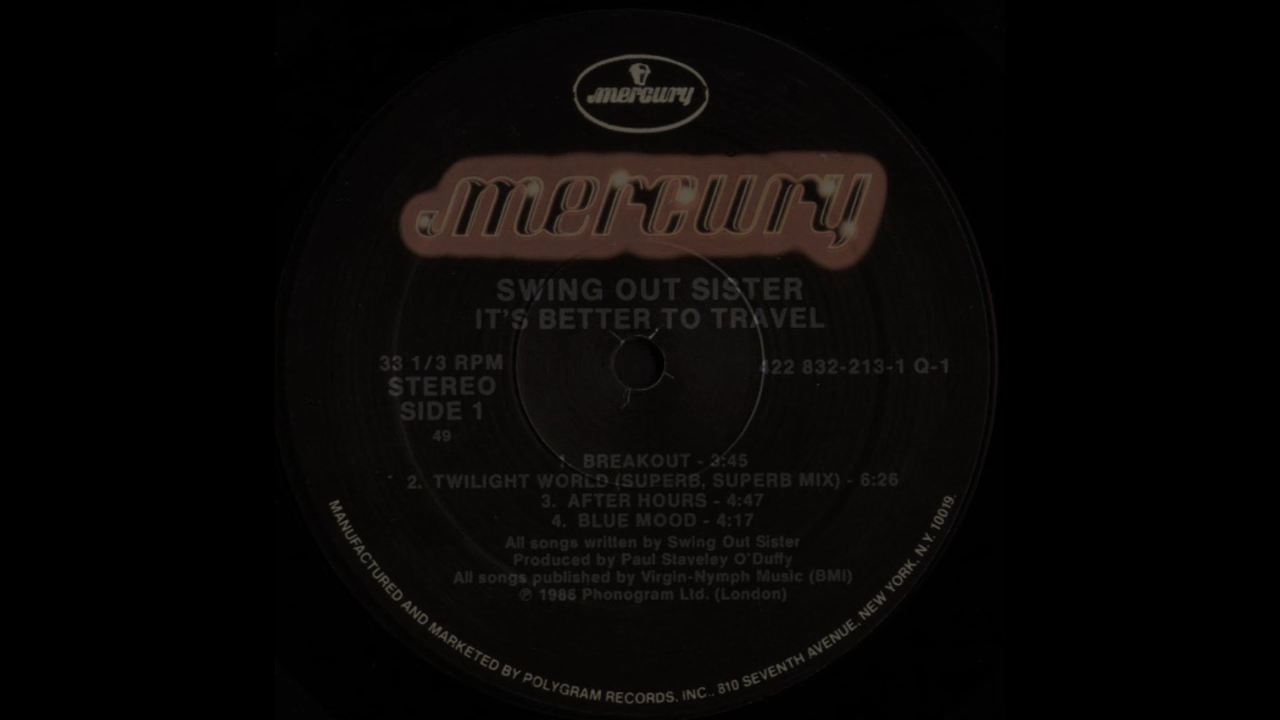 mercury
mercury
SWING OUT SISTER
IT'S BETTER TO TRAVEL
33 1/3 RPM
STEREO
SIDE 1
49
422 832-213-1 Q-1
1. BREAKOUT - 3:45
2. TWILIGHT WORLD (SUPERB, SUPERB MIX) - 6:26
3. AFTER HOURS - 4:47
4. BLUE MOOD - 4:17
All songs written by Swing Out Sister
Produced by Paul Staveley O'Duffy
All songs published by Virgin-Nymph Music (BMI)
℗ 1986 Phonogram Ltd. (London)
MANUFACTURED AND MARKETED BY POLYGRAM RECORDS, INC., 810 SEVENTH AVENUE, NEW YORK, N.Y. 10019.